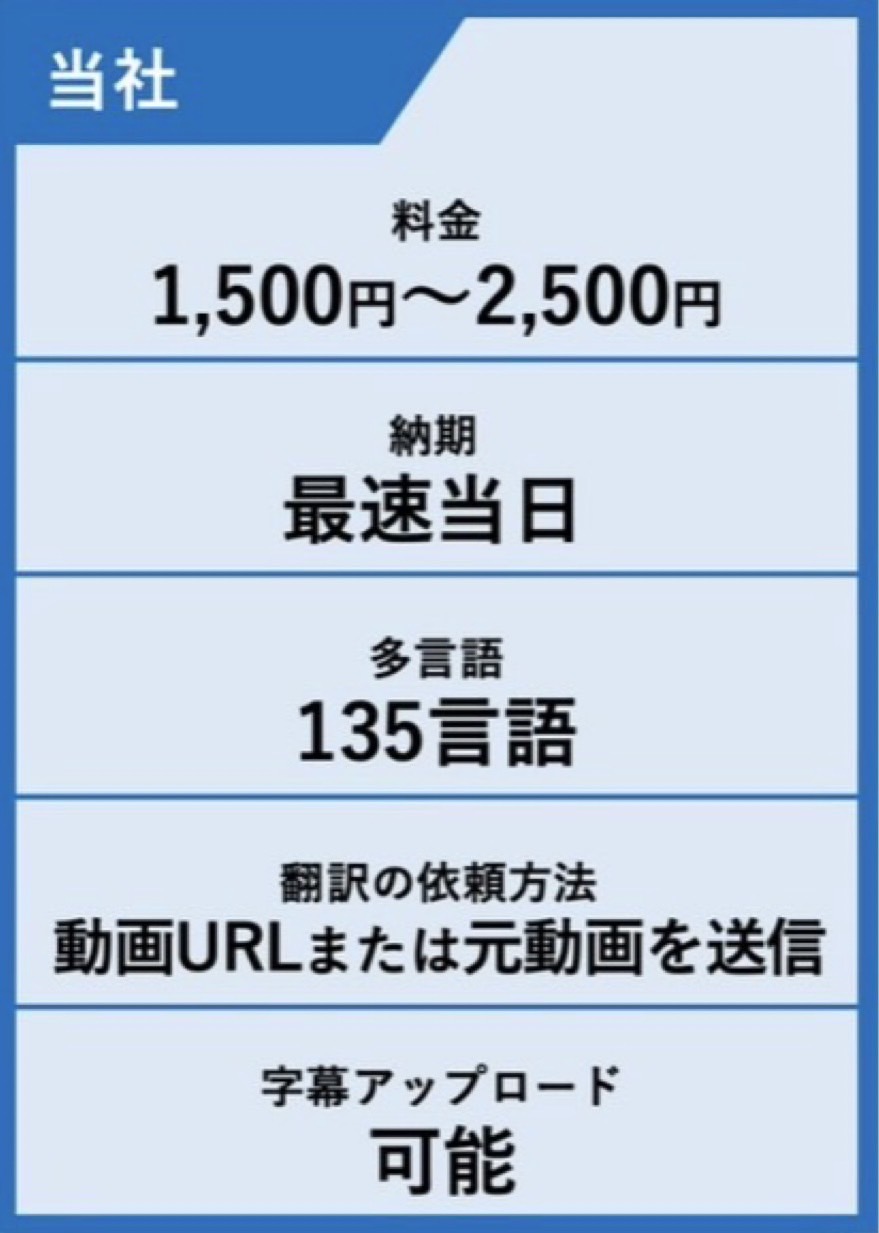 当社
料金
1,500円～2,500円
納期
最速当日
多言語
135言語
翻訳の依頼方法
動画URLまたは元動画を送信
字幕アップロード
可能